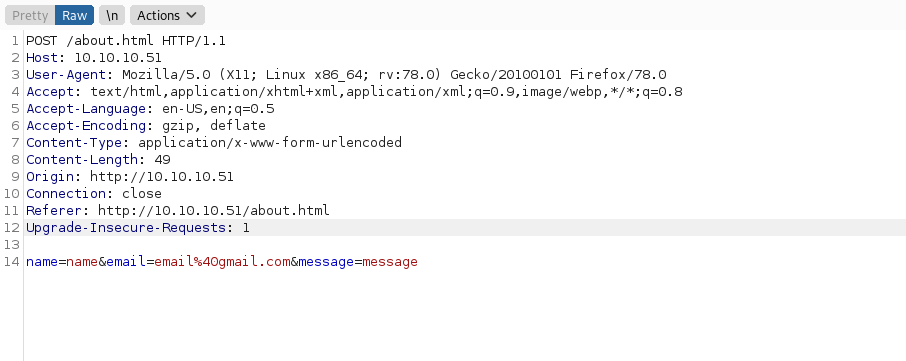 Pretty Raw \n Actions
1 POST /about.html HTTP/1.1
2 Host: 10.10.10.51
3 User-Agent: Mozilla/5.0 (X11; Linux x86_64; rv:78.0) Gecko/20100101 Firefox/78.0
4 Accept: text/html,application/xhtml+xml,application/xml;q=0.9,image/webp,*/*;q=0.8
5 Accept-Language: en-US,en;q=0.5
6 Accept-Encoding: gzip, deflate
7 Content-Type: application/x-www-form-urlencoded
8 Content-Length: 49
9 Origin: http://10.10.10.51
10 Connection: close
11 Referer: http://10.10.10.51/about.html
12 Upgrade-Insecure-Requests: 1
13
14 name=name&email=email%40gmail.com&message=message